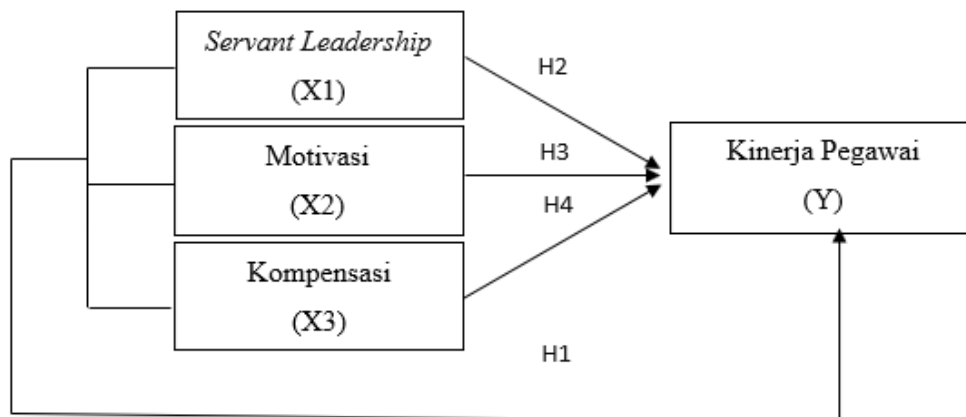 Servant Leadership
(X1)
H2
Motivasi
(X2)
H3
Kinerja Pegawai
(Y)
H4
Kompensasi
(X3)
H1